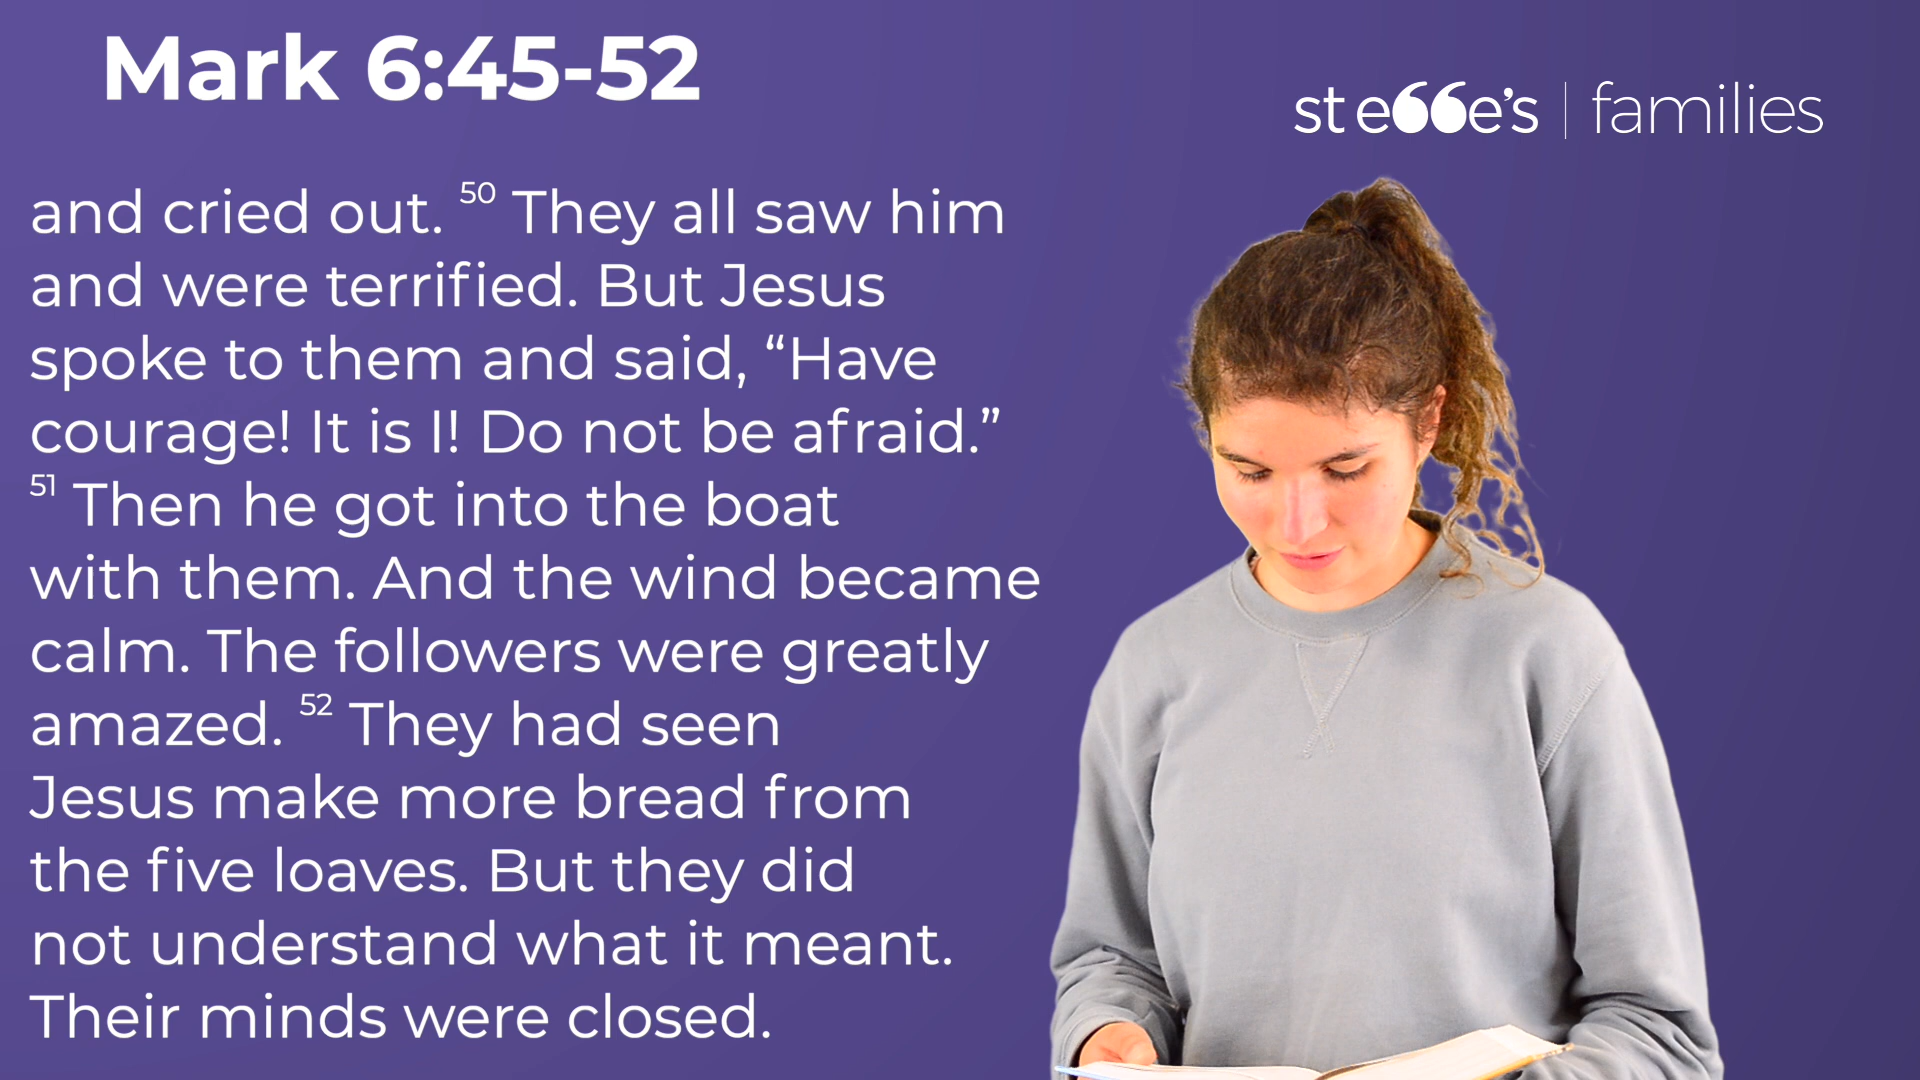 Mark 6:45-52
st ebbe's | families
and cried out. 50 They all saw him
and were terrified. But Jesus
spoke to them and said, “Have
courage! It is I! Do not be afraid.”
51 Then he got into the boat
with them. And the wind became
calm. The followers were greatly
amazed. 52 They had seen
Jesus make more bread from
the five loaves. But they did
not understand what it meant.
Their minds were closed.